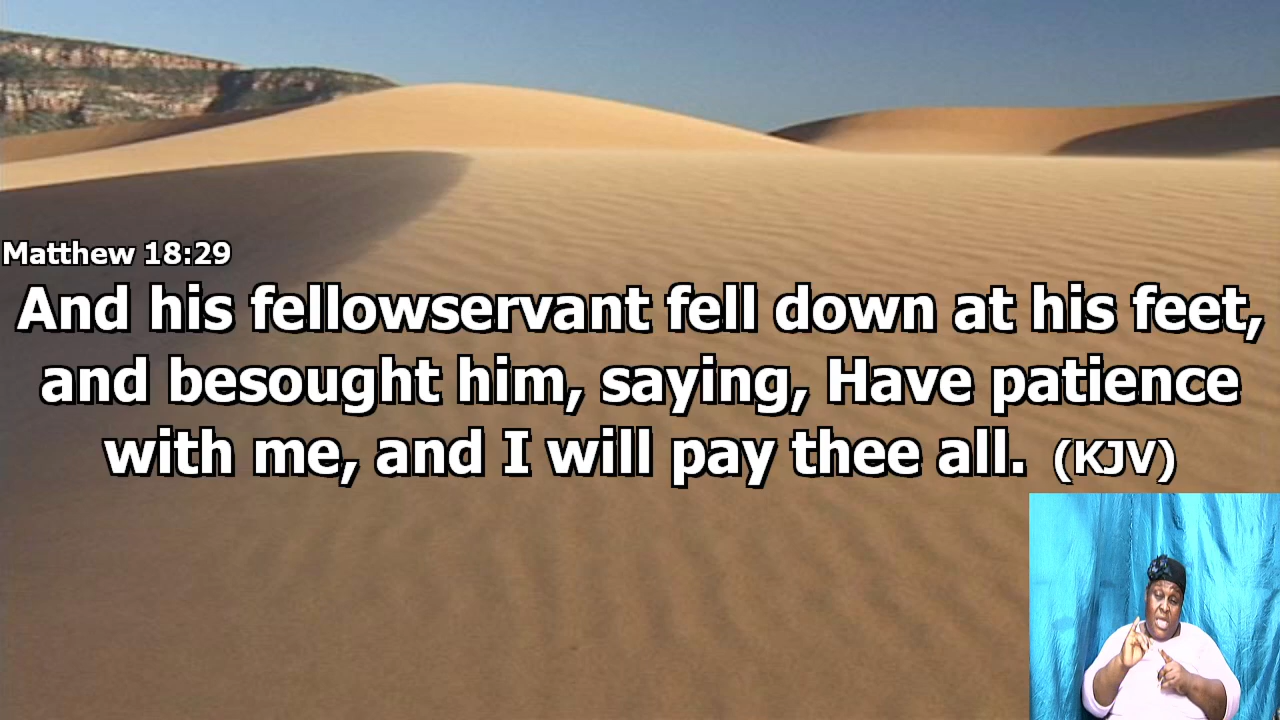 Matthew 18:29
And his fellowservant fell down at his feet,
and besought him, saying, Have patience
with me, and I will pay thee all. (KJV)